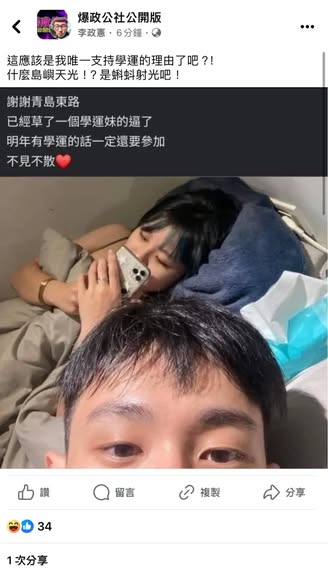 爆政公社公開版
李政憲・6分鐘・
這應該是我唯一支持學運的理由了吧?!
什麼島嶼天光！? 是蝌蚪射光吧！
謝謝青島東路
已經草了一個學運妹的逼了
明年有學運的話一定還要參加
不見不散❤️
讚
留言
複製
分享
34
1 次分享